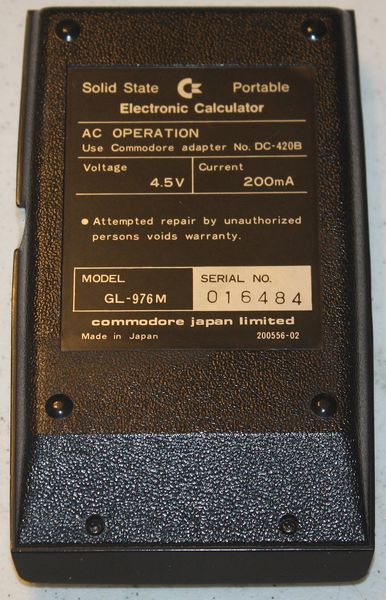 Solid State Portable
Electronic Calculator
AC OPERATION
Use Commodore adapter No. DC-420B
Voltage Current
4.5V 200mA
● Attempted repair by unauthorized
persons voids warranty.
MODEL SERIAL NO.
GL-976M 016484
commodore japan limited
Made in Japan 200556-02